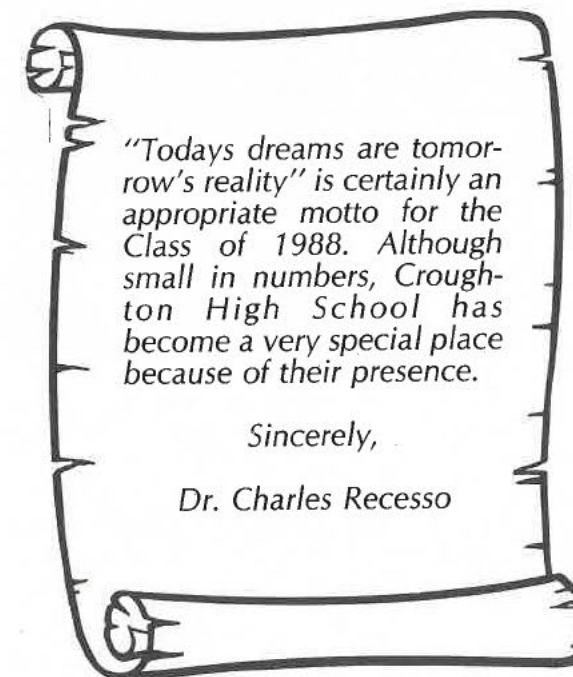 "Todays dreams are tomor-
row's reality" is certainly an
appropriate motto for the
Class of 1988. Although
small in numbers, Crough-
ton High School has
become a very special place
because of their presence.
Sincerely,
Dr. Charles Recesso